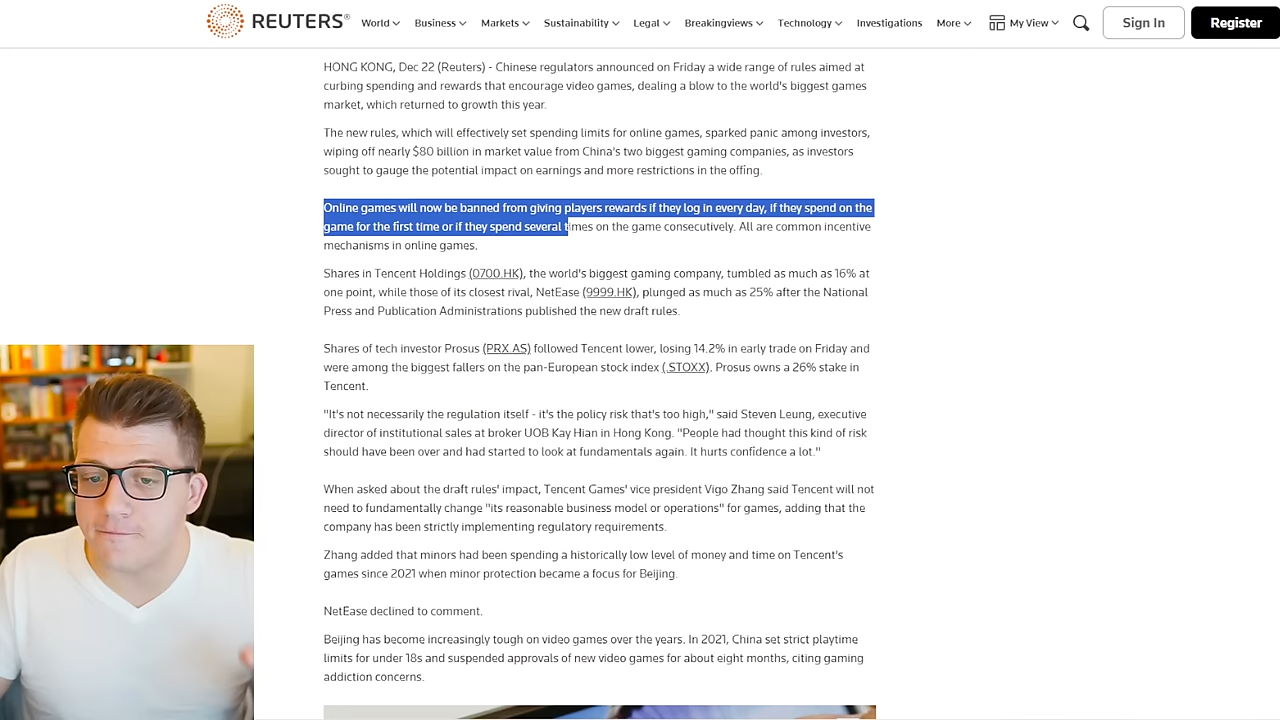 REUTERS®
World
Business
Markets
Sustainability
Legal
Breakingviews
Technology
Investigations
More
My View
Sign In
Register
HONG KONG, Dec 22 (Reuters) - Chinese regulators announced on Friday a wide range of rules aimed at
curbing spending and rewards that encourage video games, dealing a blow to the world's biggest games
market, which returned to growth this year.
The new rules, which will effectively set spending limits for online games, sparked panic among investors,
wiping off nearly $80 billion in market value from China's two biggest gaming companies, as investors
sought to gauge the potential impact on earnings and more restrictions in the offing.
Online games will now be banned from giving players rewards if they log in every day, if they spend on the
game for the first time or if they spend several times on the game consecutively. All are common incentive
mechanisms in online games.
Shares in Tencent Holdings (0700.HK), the world's biggest gaming company, tumbled as much as 16% at
one point, while those of its closest rival, NetEase (9999.HK), plunged as much as 25% after the National
Press and Publication Administrations published the new draft rules.
Shares of tech investor Prosus (PRX.AS) followed Tencent lower, losing 14.2% in early trade on Friday and
were among the biggest fallers on the pan-European stock index (.STOXX). Prosus owns a 26% stake in
Tencent.
"It's not necessarily the regulation itself - it's the policy risk that's too high," said Steven Leung, executive
director of institutional sales at broker UOB Kay Hian in Hong Kong. "People had thought this kind of risk
should have been over and had started to look at fundamentals again. It hurts confidence a lot."
When asked about the draft rules' impact, Tencent Games' vice president Vigo Zhang said Tencent will not
need to fundamentally change "its reasonable business model or operations" for games, adding that the
company has been strictly implementing regulatory requirements.
Zhang added that minors had been spending a historically low level of money and time on Tencent's
games since 2021 when minor protection became a focus for Beijing.
NetEase declined to comment.
Beijing has become increasingly tough on video games over the years. In 2021, China set strict playtime
limits for under 18s and suspended approvals of new video games for about eight months, citing gaming
addiction concerns.